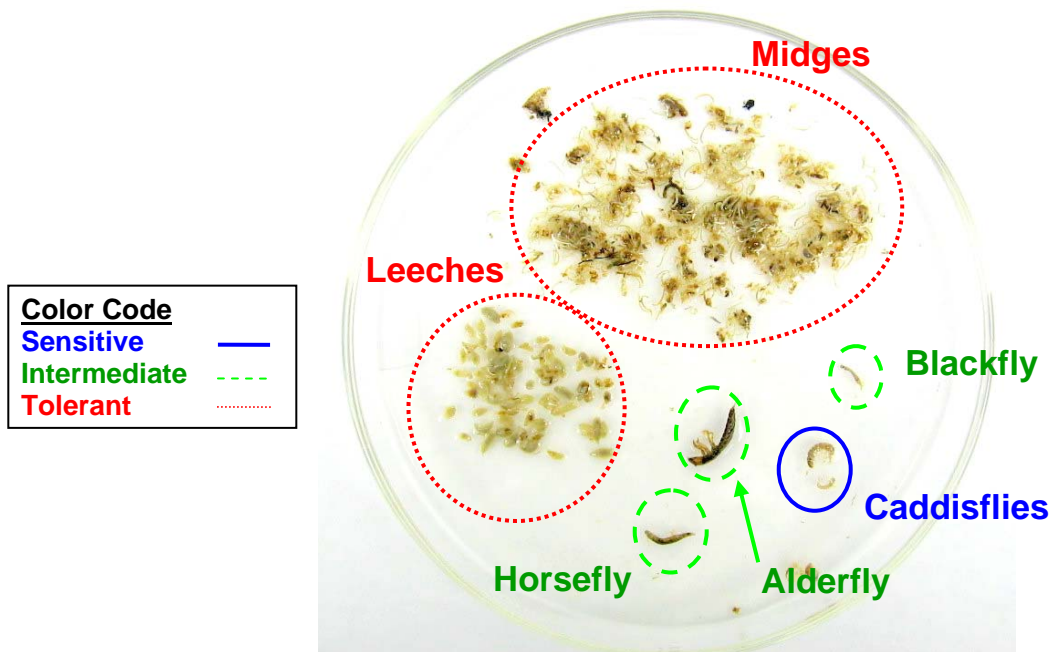 Midges
Leeches
Color Code
Sensitive
Intermediate
Tolerant
Blackfly
Caddisflies
Horsefly
Alderfly